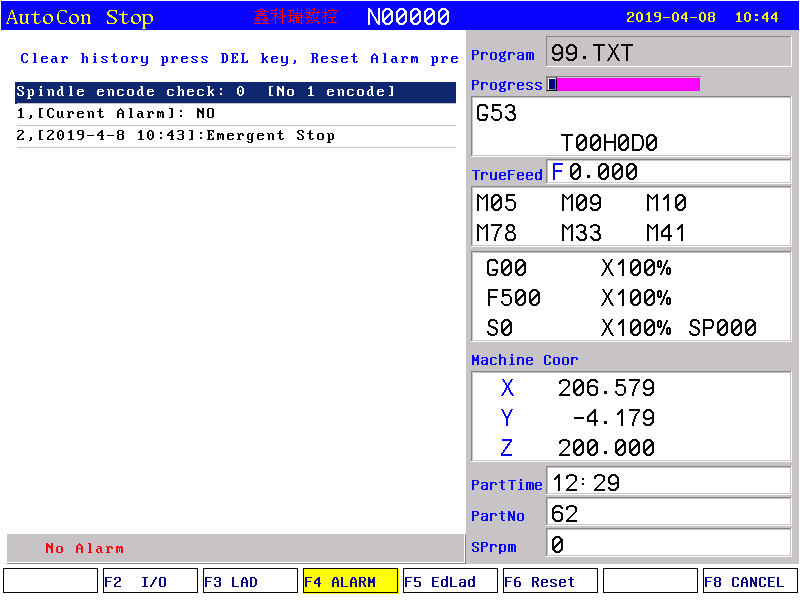 AutoCon Stop 鑫科瑞数控 N00000 2019-04-08 10:44
Clear history press DEL key, Reset Alarm pre
Spindle encode check: 0 [No 1 encode]
1,[Curent Alarm]: NO
2,[2019-4-8 10:43]:Emergent Stop
No Alarm
Program 99.TXT
Progress
G53
T00H0D0
TrueFeed F 0.000
M05 M09 M10
M78 M33 M41
G00 X100%
F500 X100%
S0 X100% SP000
Machine Coor
X 206.579
Y -4.179
Z 200.000
PartTime 12:29
PartNo 62
SPrpm 0
F2 I/O F3 LAD F4 ALARM F5 EdLad F6 Reset F8 CANCEL